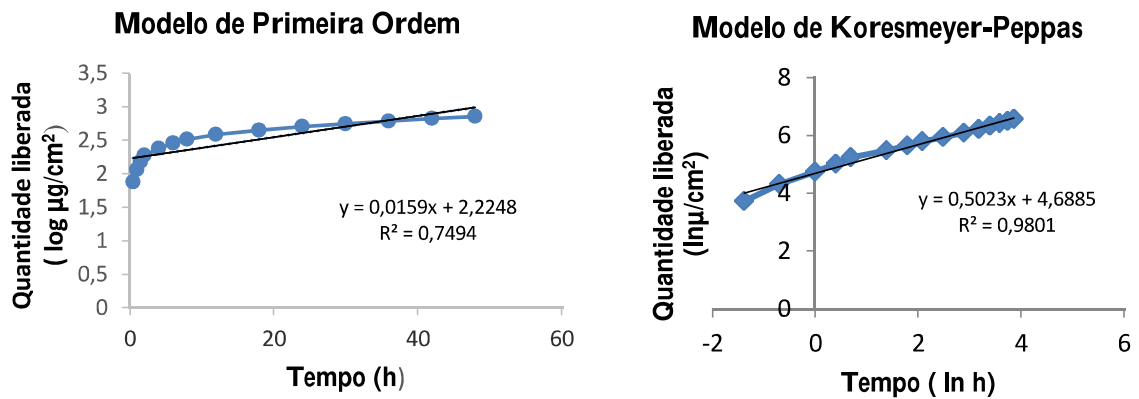 Modelo de Primeira Ordem
Quantidade liberada
( log µg/cm²)
3,5
3
2,5
2
1,5
1
0,5
0
0
20
40
60
y = 0,0159x + 2,2248
R² = 0,7494
Tempo (h)
Modelo de Koresmeyer-Peppas
Quantidade liberada
(lnµ/cm²)
8
6
4
2
0
-2
0
2
4
6
y = 0,5023x + 4,6885
R² = 0,9801
Tempo ( ln h)